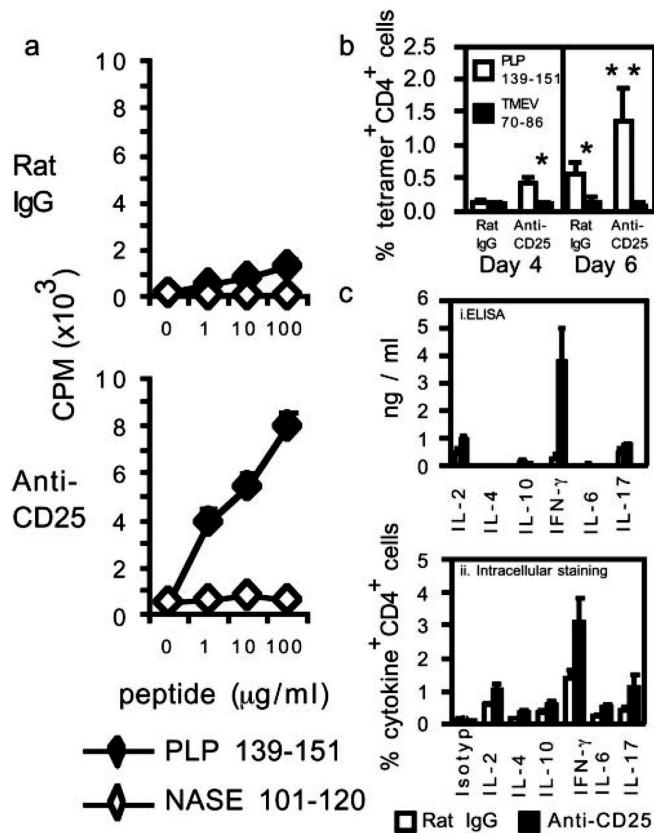 a
Rat
IgG
CPM (x10³)
10
8
6
4
2
0
0 1 10 100
Anti-
CD25
10
8
6
4
2
0
0 1 10 100
peptide (µg/ml)
PLP 139-151
NASE 101-120
b
% tetramer⁺CD4⁺ cells
2.5
2.0
1.5
1.0
0.5
0.0
PLP
139-151
TMEV
70-86
*
*
* *
Rat
IgG
Anti-
CD25
Rat
IgG
Anti-
CD25
Day 4 Day 6
c
i.ELISA
ng / ml
6
5
4
3
2
1
0
IL-2 IL-4 IL-10 IFN-γ IL-6 IL-17
ii. Intracellular staining
% cytokine⁺CD4⁺ cells
5
4
3
2
1
0
Isotyp IL-2 IL-4 IL-10 IFN-γ IL-6 IL-17
Rat IgG Anti-CD25